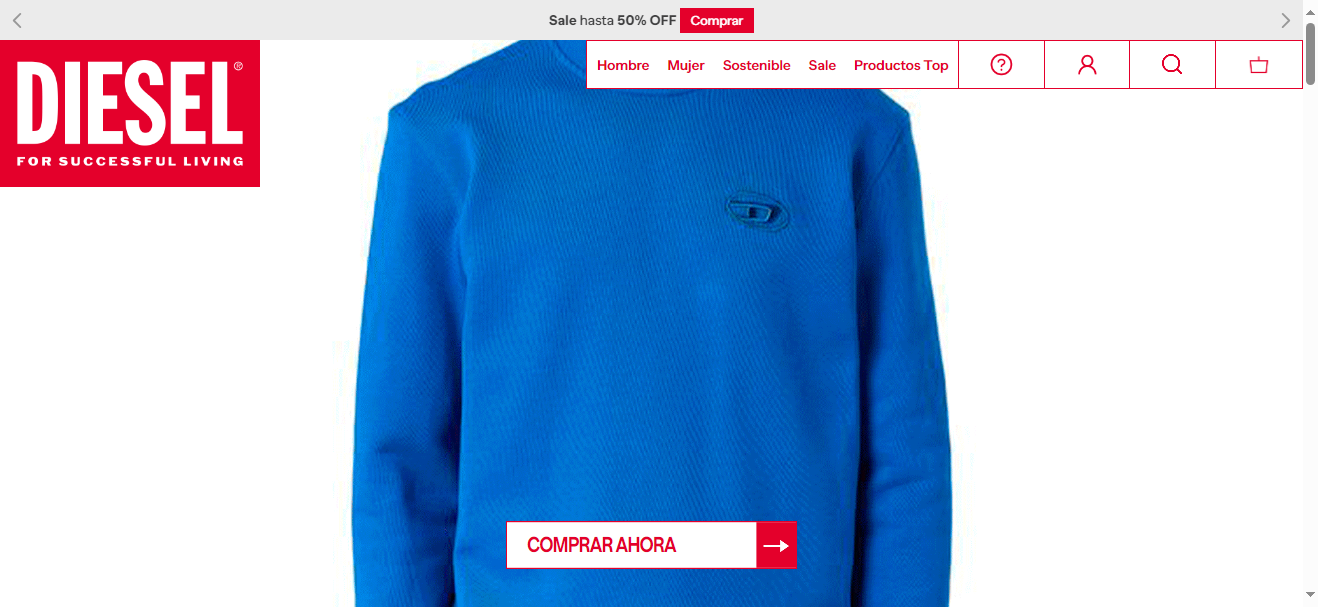 Sale hasta 50% OFF Comprar
DIESEL®
FOR SUCCESSFUL LIVING
Hombre Mujer Sostenible Sale Productos Top
COMPRAR AHORA